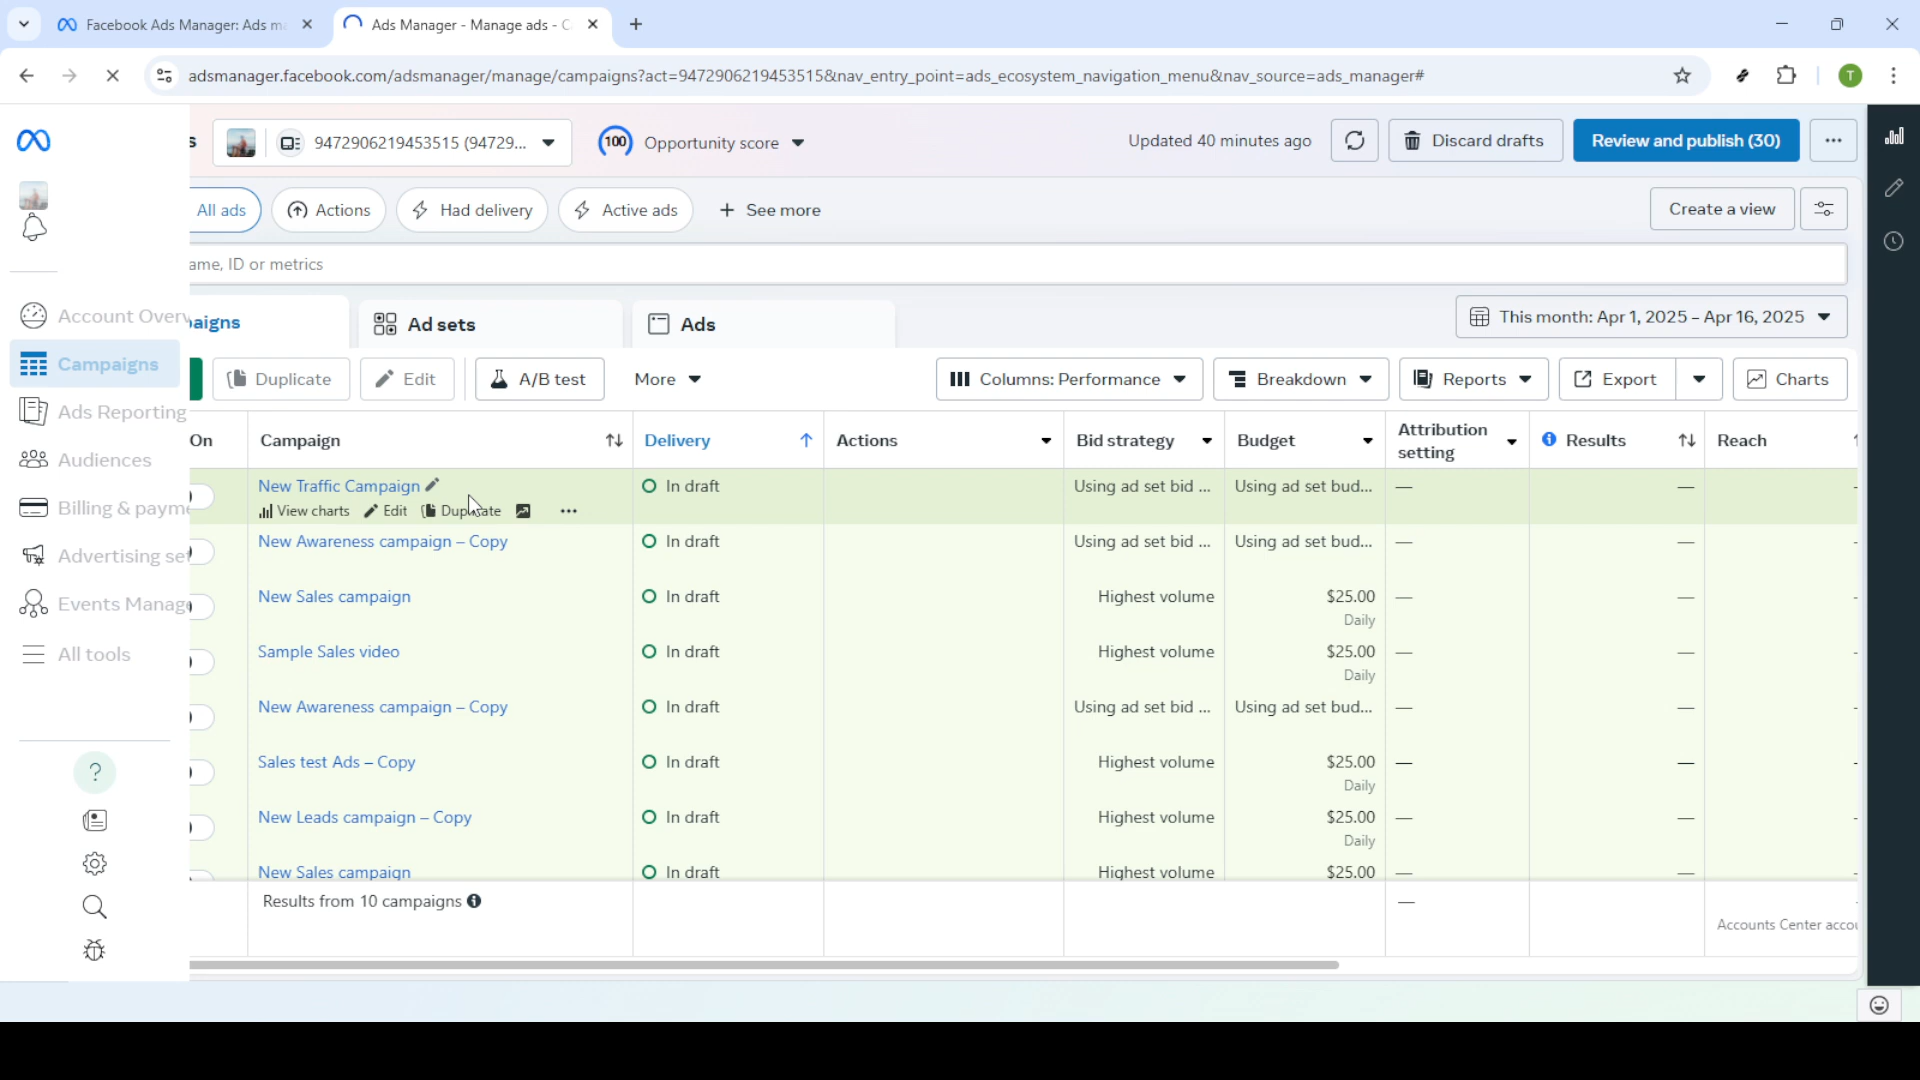 Facebook Ads Manager: Ads ma
Ads Manager - Manage ads - C
adsmanager.facebook.com/adsmanager/manage/campaigns?act=9472906219453515&nav_entry_point=ads_ecosystem_navigation_menu&nav_source=ads_manager#
T
s
9472906219453515 (94729...
100
Opportunity score
Updated 40 minutes ago
Discard drafts
Review and publish (30)
All ads
Actions
Had delivery
Active ads
+ See more
Create a view
ame, ID or metrics
Account Overv
aigns
Ad sets
Ads
This month: Apr 1, 2025 – Apr 16, 2025
Campaigns
Duplicate
Edit
A/B test
More
Columns: Performance
Breakdown
Reports
Export
Charts
Ads Reporting
On
Campaign
Delivery
Actions
Bid strategy
Budget
Attribution setting
Results
Reach
Audiences
New Traffic Campaign
In draft
Using ad set bid ...
Using ad set bud...
—
—
View charts
Edit
Duplicate
Billing & payme
New Awareness campaign – Copy
In draft
Using ad set bid ...
Using ad set bud...
—
—
Advertising set
New Sales campaign
In draft
Highest volume
$25.00
Daily
—
—
Events Manage
Sample Sales video
In draft
Highest volume
$25.00
Daily
—
—
All tools
New Awareness campaign – Copy
In draft
Using ad set bid ...
Using ad set bud...
—
—
Sales test Ads – Copy
In draft
Highest volume
$25.00
Daily
—
—
?
New Leads campaign – Copy
In draft
Highest volume
$25.00
Daily
—
—
New Sales campaign
In draft
Highest volume
$25.00
—
—
Results from 10 campaigns
—
Accounts Center accou